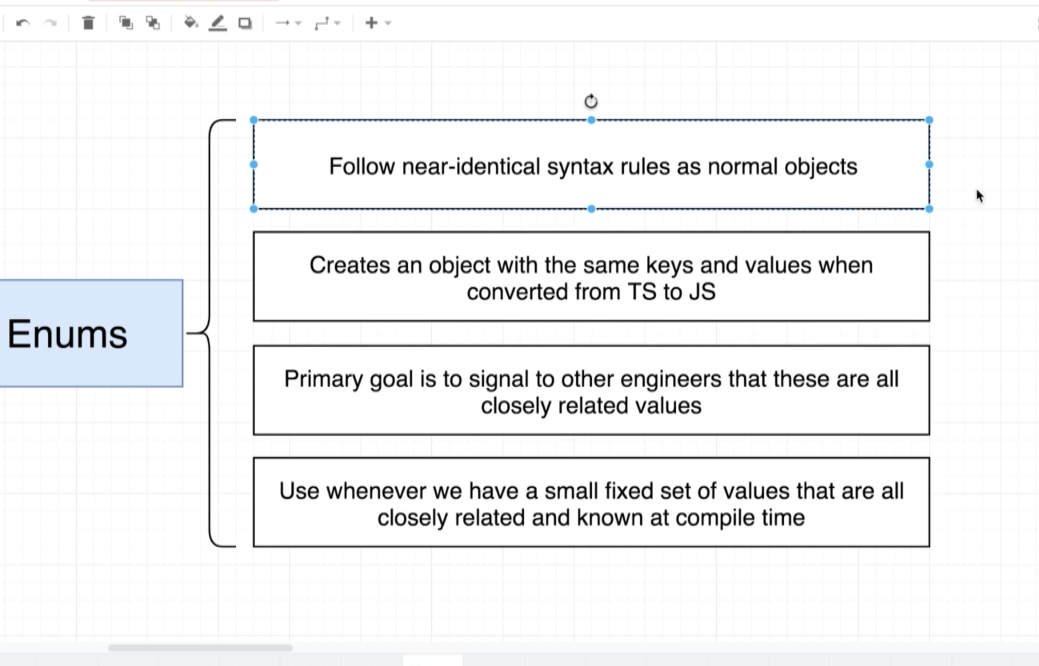 Follow near-identical syntax rules as normal objects
Creates an object with the same keys and values when
converted from TS to JS
Enums
Primary goal is to signal to other engineers that these are all
closely related values
Use whenever we have a small fixed set of values that are all
closely related and known at compile time